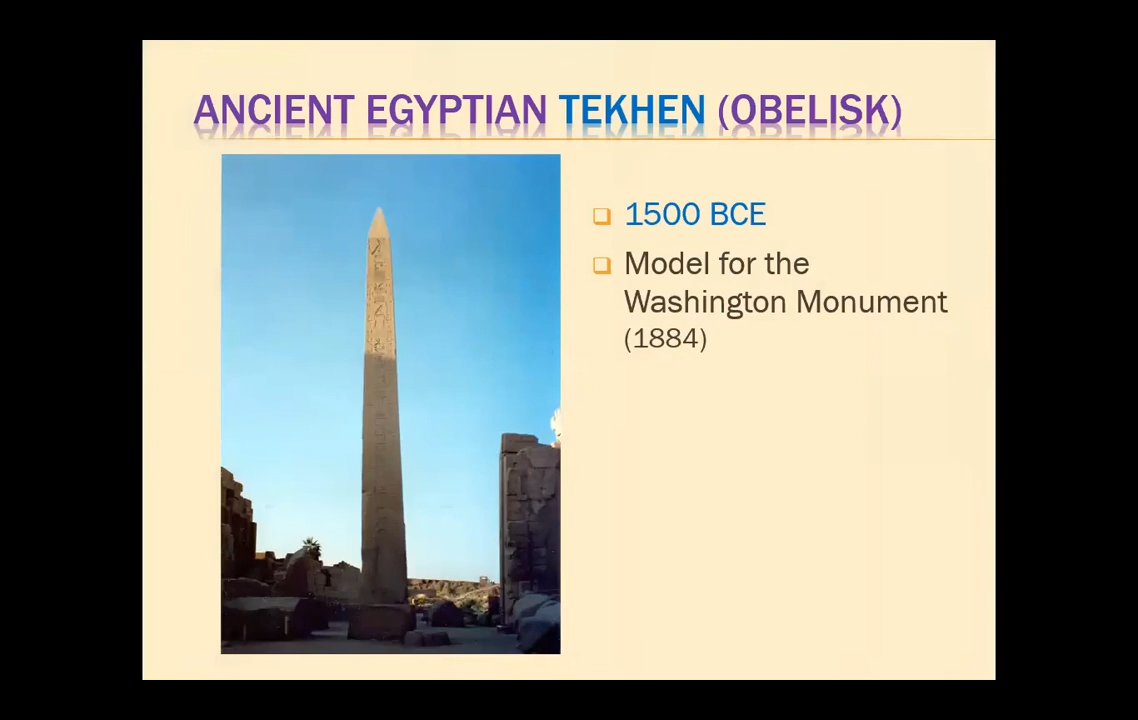 ANCIENT EGYPTIAN TEKHEN (OBELISK)
1500 BCE
Model for the
Washington Monument
(1884)